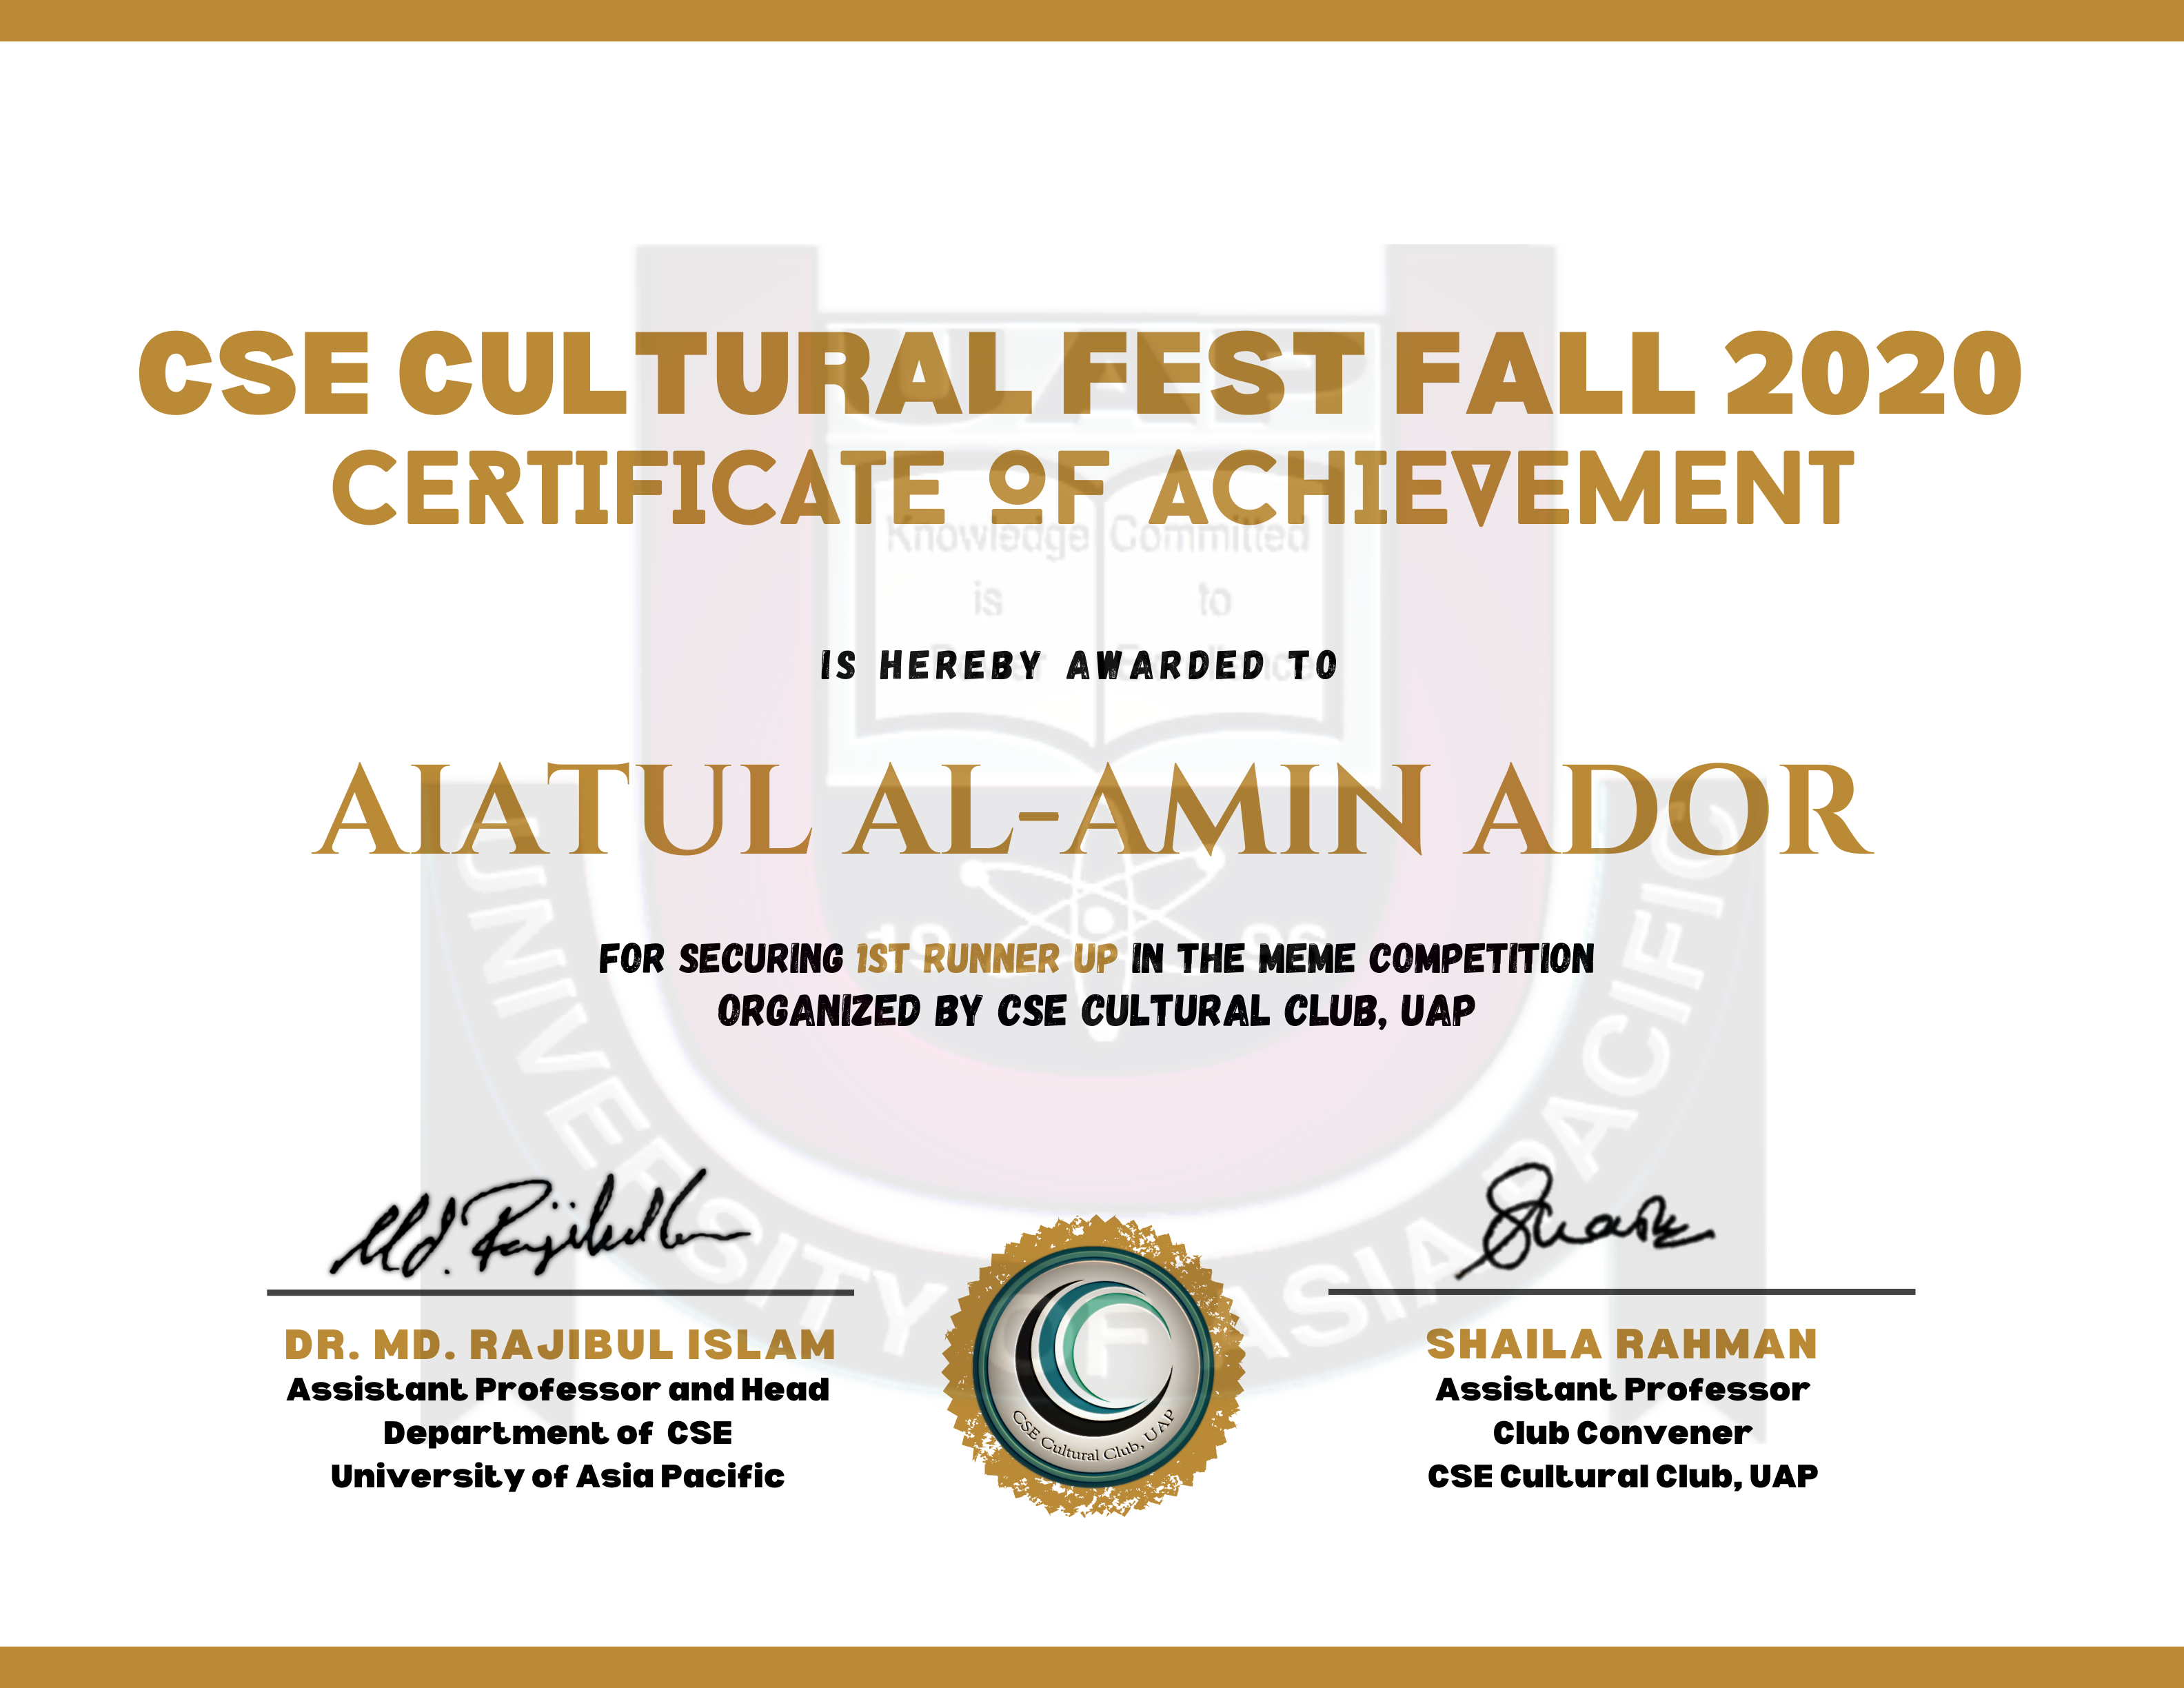 CSE CULTURAL FEST FALL 2020
CERTIFICATE OF ACHIEVEMENT
Knowledge is Committed to
IS HEREBY AWARDED TO
AIATUL AL-AMIN ADOR
FOR SECURING 1ST RUNNER UP IN THE MEME COMPETITION
ORGANIZED BY CSE CULTURAL CLUB, UAP
UNIVERSITY OF ASIA PACIFIC
Md. Rajibul
DR. MD. RAJIBUL ISLAM
Assistant Professor and Head
Department of CSE
University of Asia Pacific
CSE Cultural Club, UAP
SHAILA RAHMAN
Assistant Professor
Club Convener
CSE Cultural Club, UAP